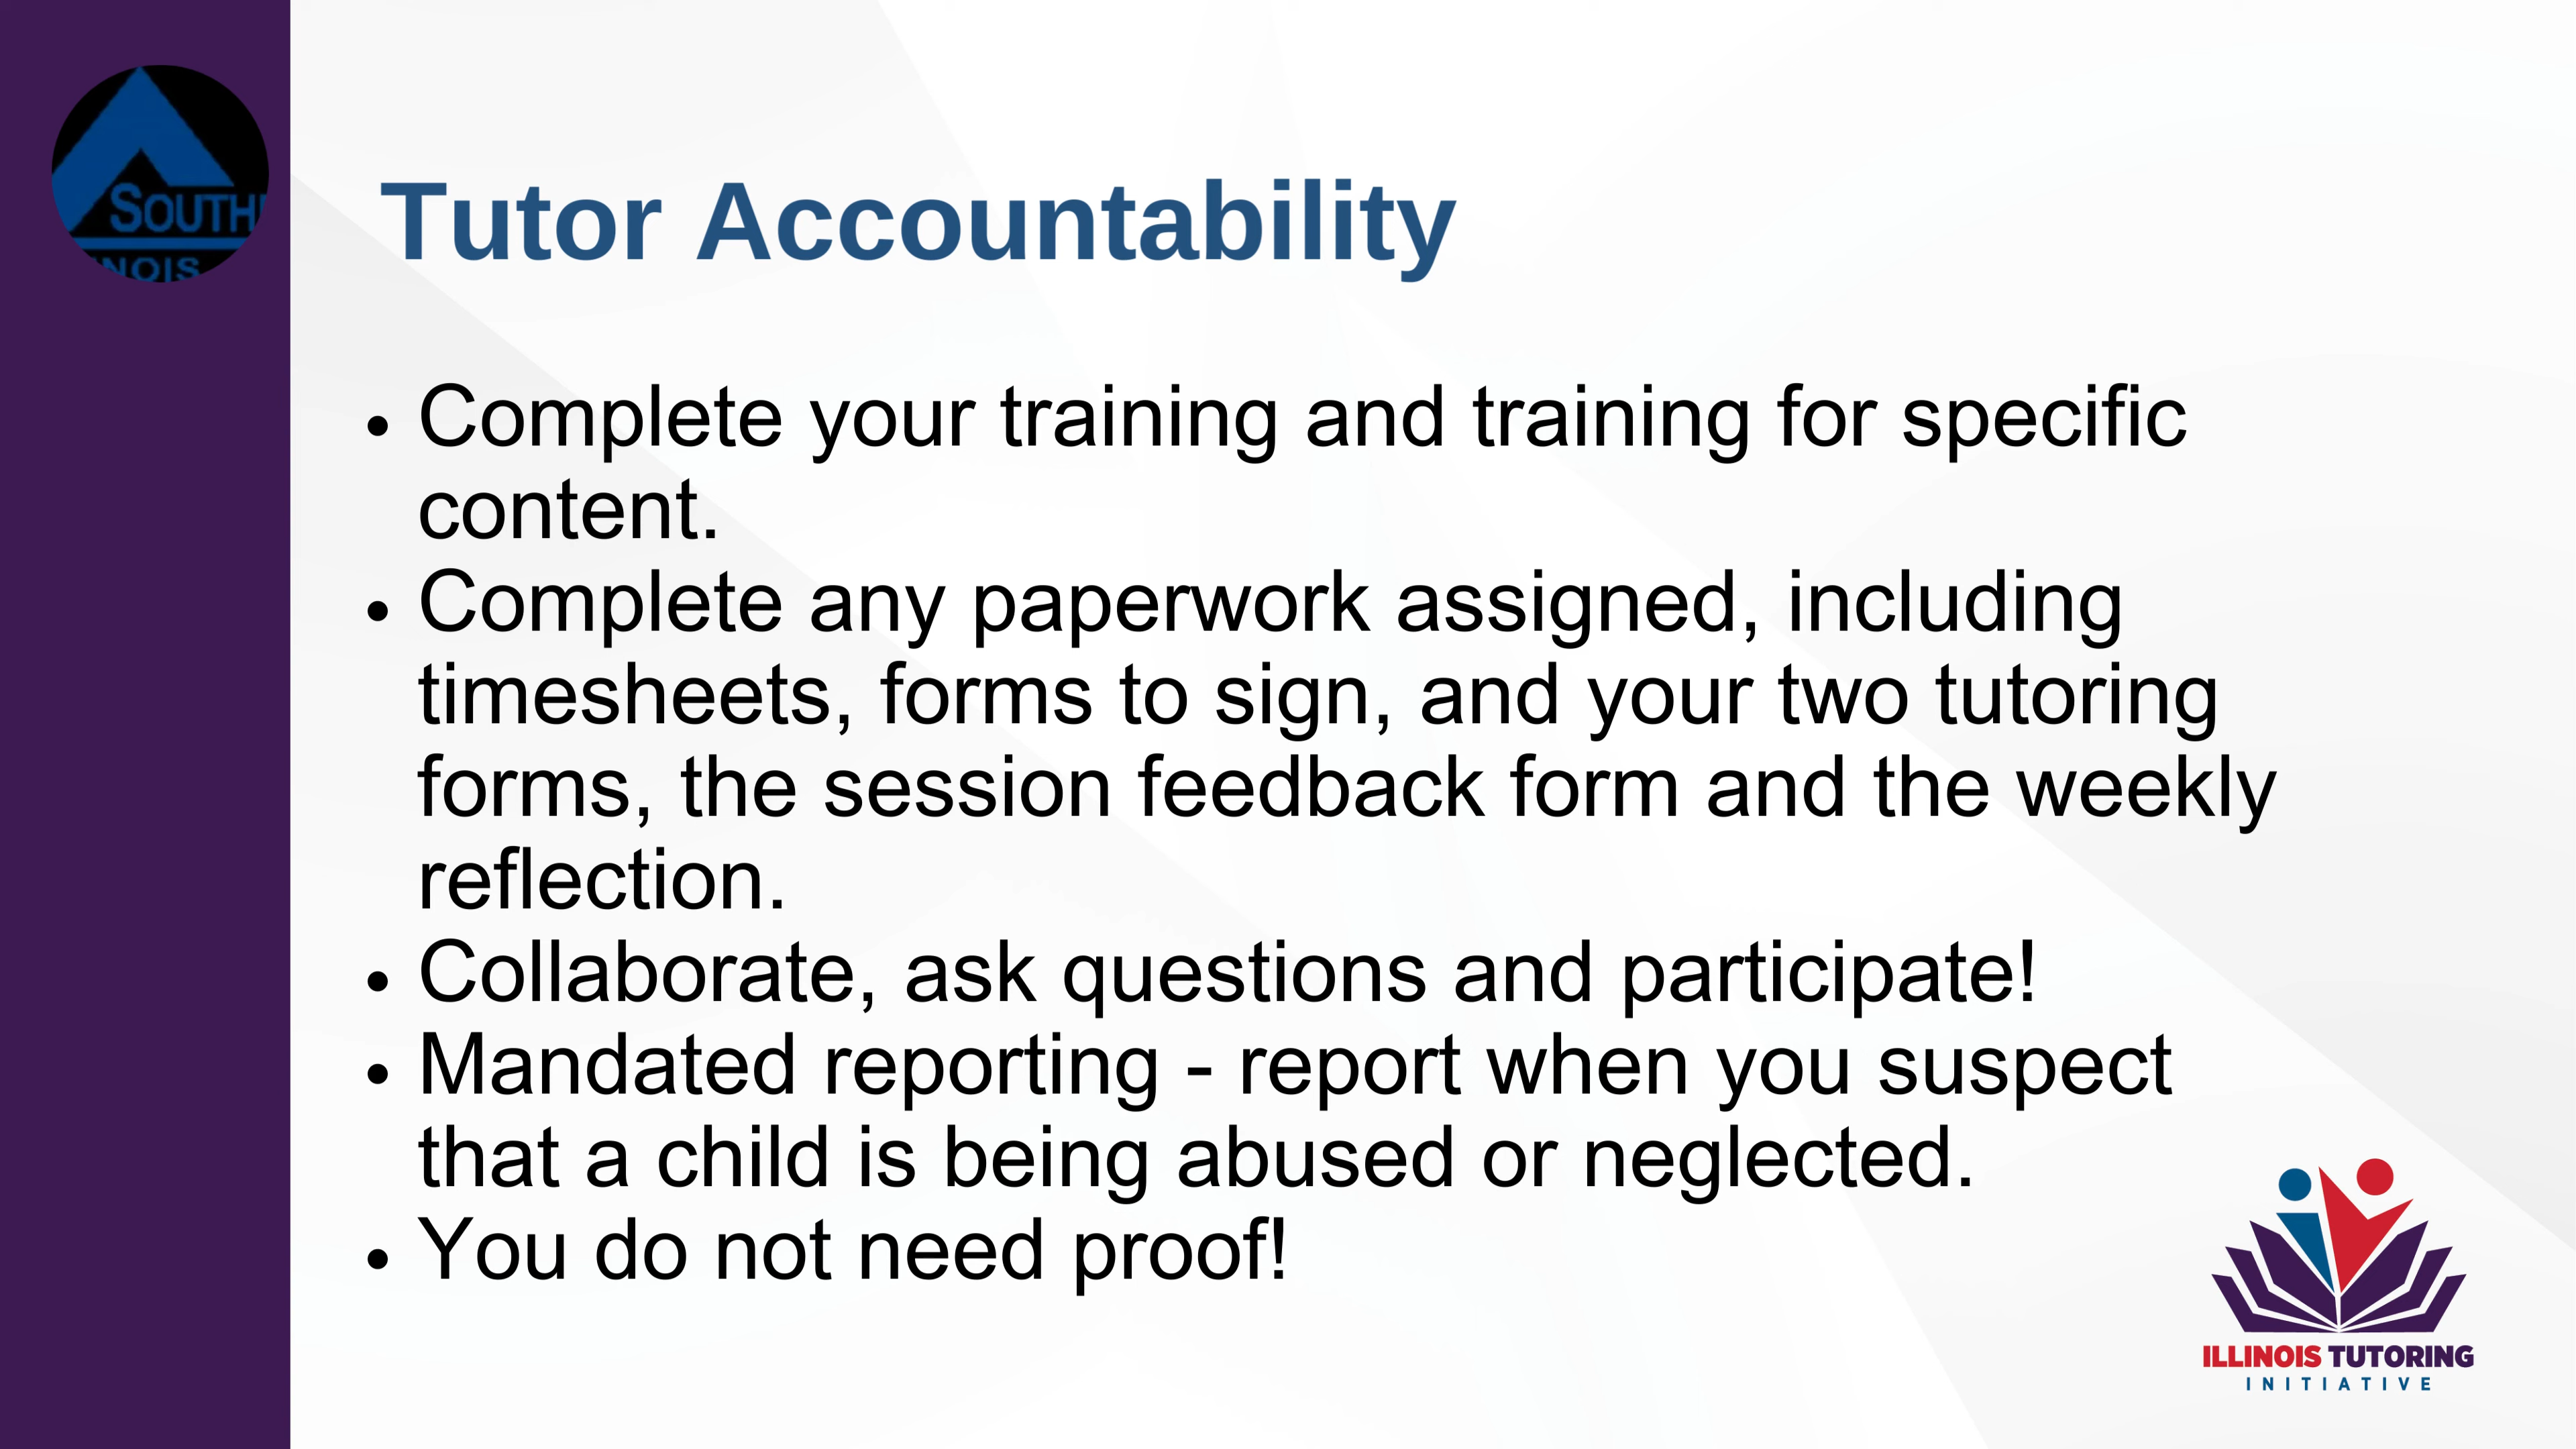 SOUTH
Tutor Accountability
• Complete your training and training for specific
content.
• Complete any paperwork assigned, including
timesheets, forms to sign, and your two tutoring
forms, the session feedback form and the weekly
reflection.
• Collaborate, ask questions and participate!
• Mandated reporting - report when you suspect
that a child is being abused or neglected.
• You do not need proof!
ILLINOIS TUTORING
INITIATIVE